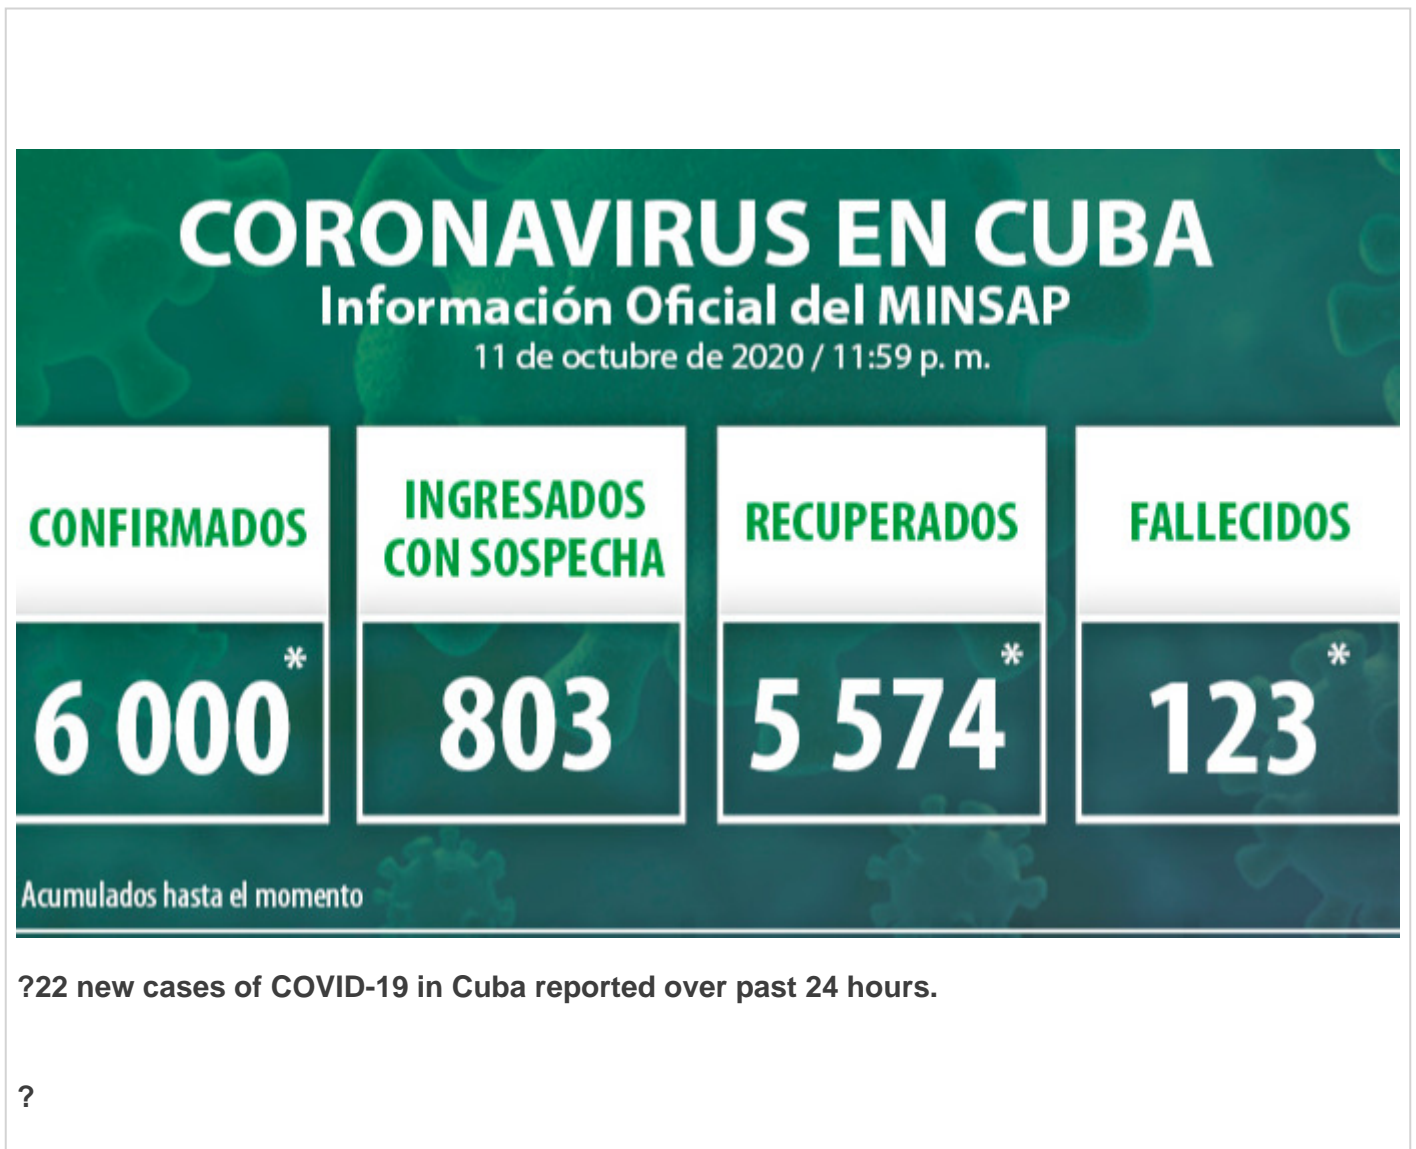 CORONAVIRUS EN CUBA
Información Oficial del MINSAP
11 de octubre de 2020 / 11:59 p. m.
CONFIRMADOS
6 000*
INGRESADOS
CON SOSPECHA
803
RECUPERADOS
5 574*
FALLECIDOS
123*
Acumulados hasta el momento
?22 new cases of COVID-19 in Cuba reported over past 24 hours.
?